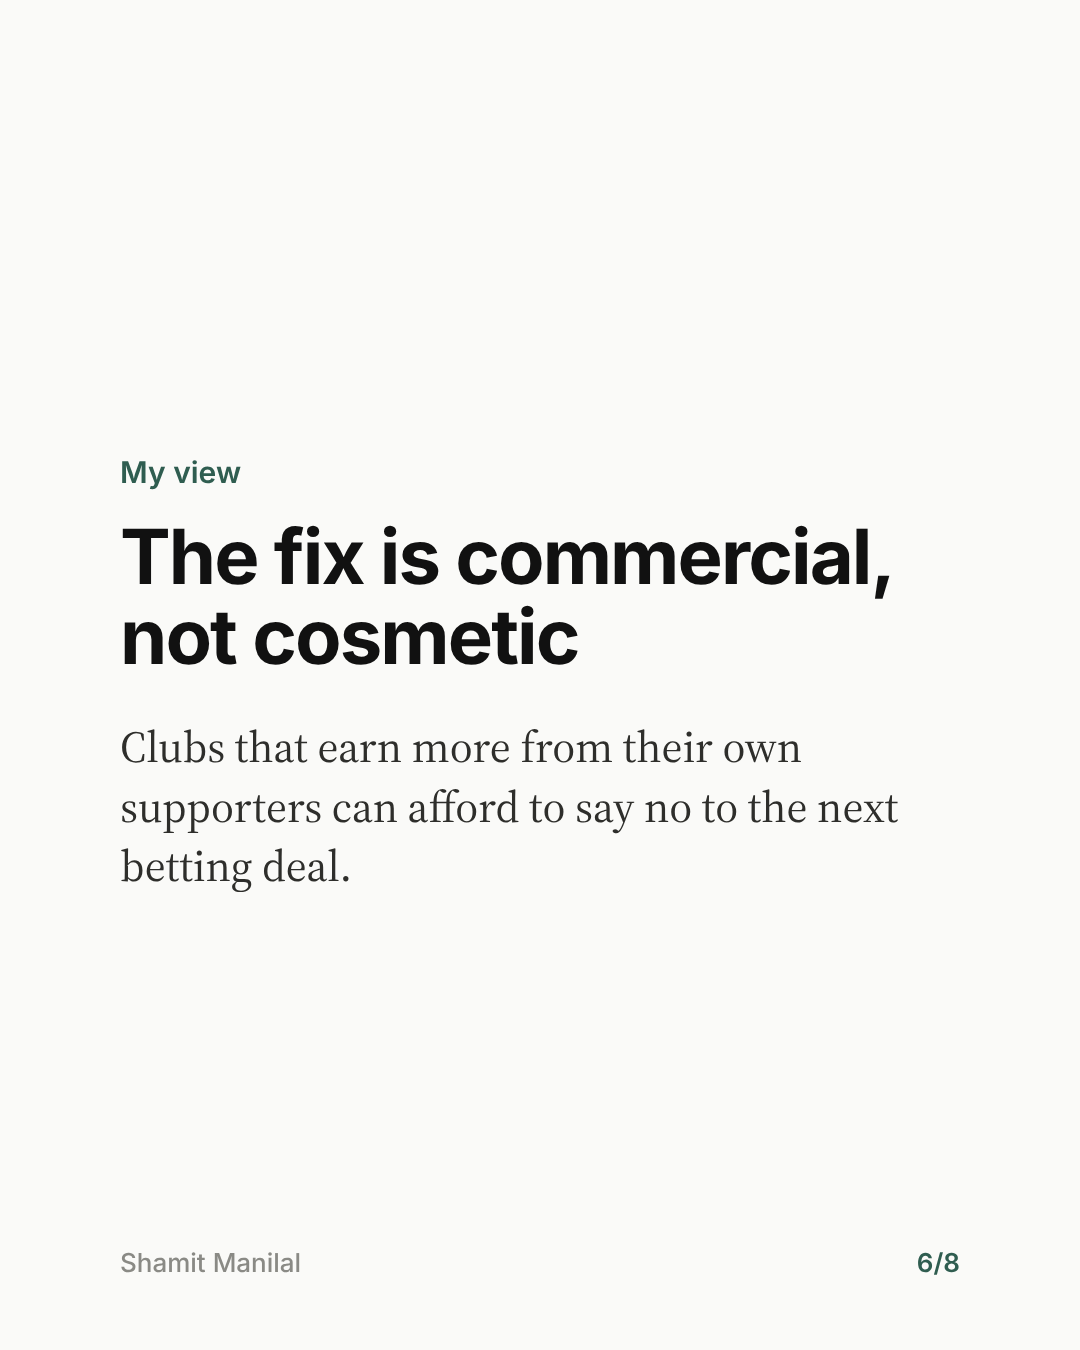 My view
The fix is commercial,
not cosmetic
Clubs that earn more from their own
supporters can afford to say no to the next
betting deal.
Shamit Manilal
6/8